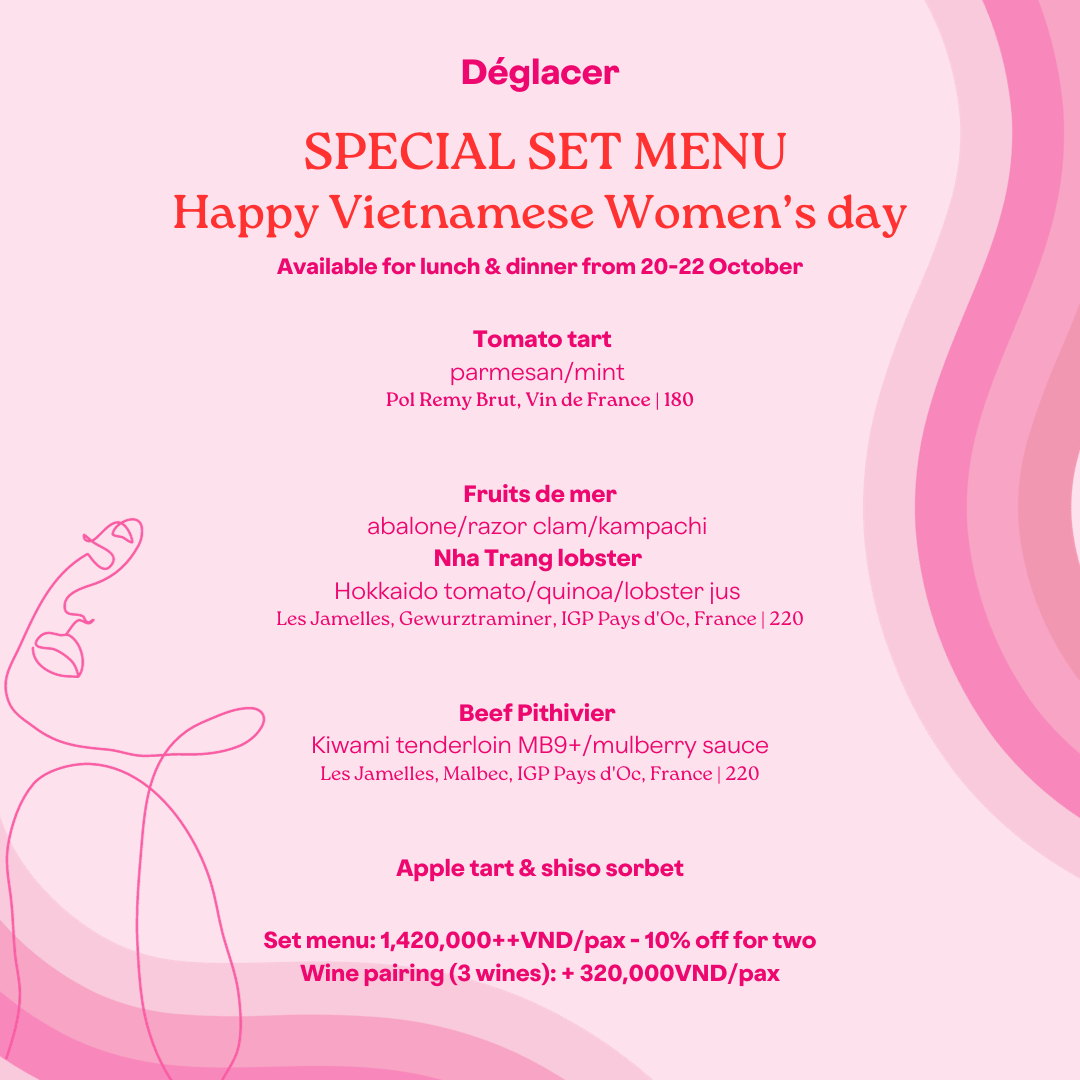 Déglacer
SPECIAL SET MENU
Happy Vietnamese Women's day
Available for lunch & dinner from 20-22 October
Tomato tart
parmesan/mint
Pol Remy Brut, Vin de France | 180
Fruits de mer
abalone/razor clam/kampachi
Nha Trang lobster
Hokkaido tomato/quinoa/lobster jus
Les Jamelles, Gewurztraminer, IGP Pays d'Oc, France | 220
Beef Pithivier
Kiwami tenderloin MB9+/mulberry sauce
Les Jamelles, Malbec, IGP Pays d'Oc, France | 220
Apple tart & shiso sorbet
Set menu: 1,420,000++VND/pax - 10% off for two
Wine pairing (3 wines): + 320,000VND/pax